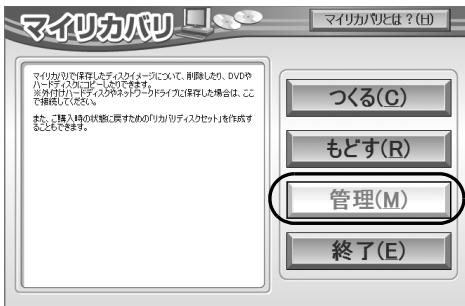 マイリカバリ
マイリカバリとは?(H)
マイリカバリで保存したディスクイメージについて、削除したり、DVDや
ハードディスクにコピーしたりできます。
※外付けハードディスクやネットワークドライブに保存した場合は、ここ
で接続してください。
また、ご購入時の状態に戻すための「リカバリディスクセット」を作成す
ることもできます。
つくる(C)
もどす(R)
管理(M)
終了(E)